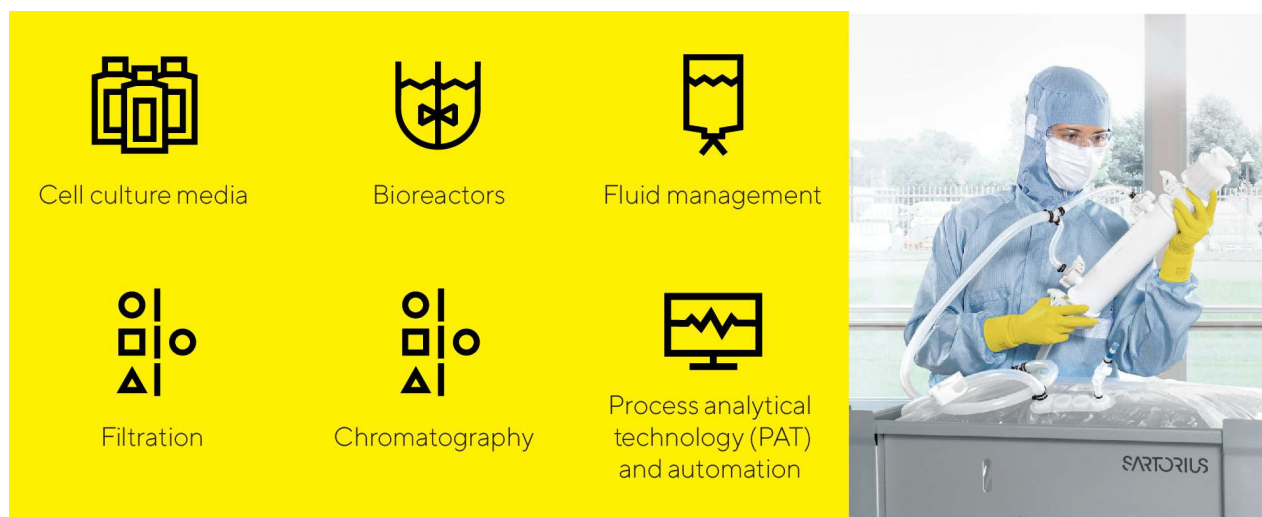 Cell culture media
Bioreactors
Fluid management
Filtration
Chromatography
Process analytical
technology (PAT)
and automation
SARTORIUS